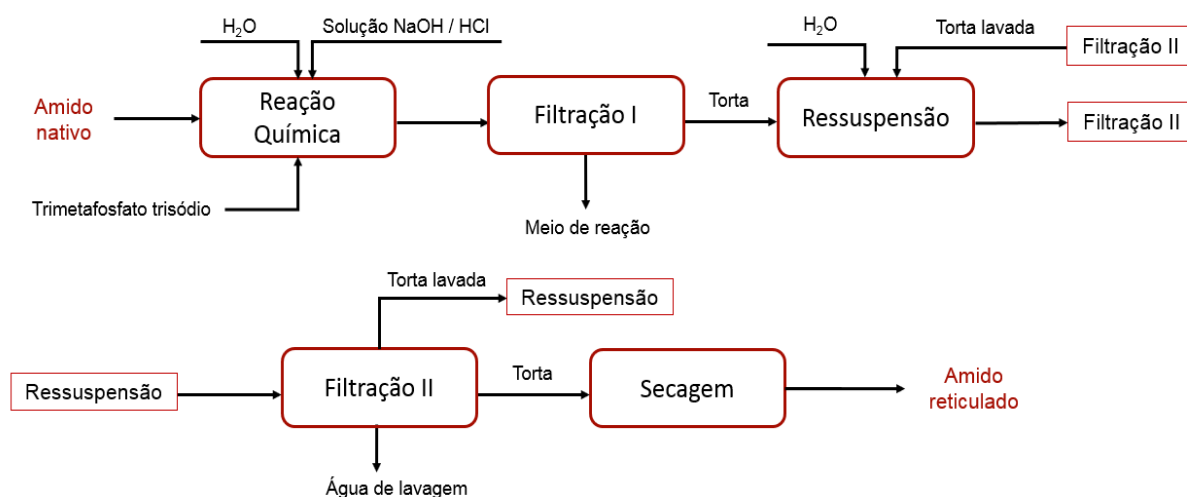 H₂O
Solução NaOH / HCl
Amido
nativo
Reação
Química
Trimetafosfato trisódio
Filtração I
Meio de reação
Torta
H₂O
Torta lavada
Filtração II
Ressuspensão
Filtração II
Torta lavada
Ressuspensão
Ressuspensão
Filtração II
Torta
Secagem
Amido
reticulado
Água de lavagem